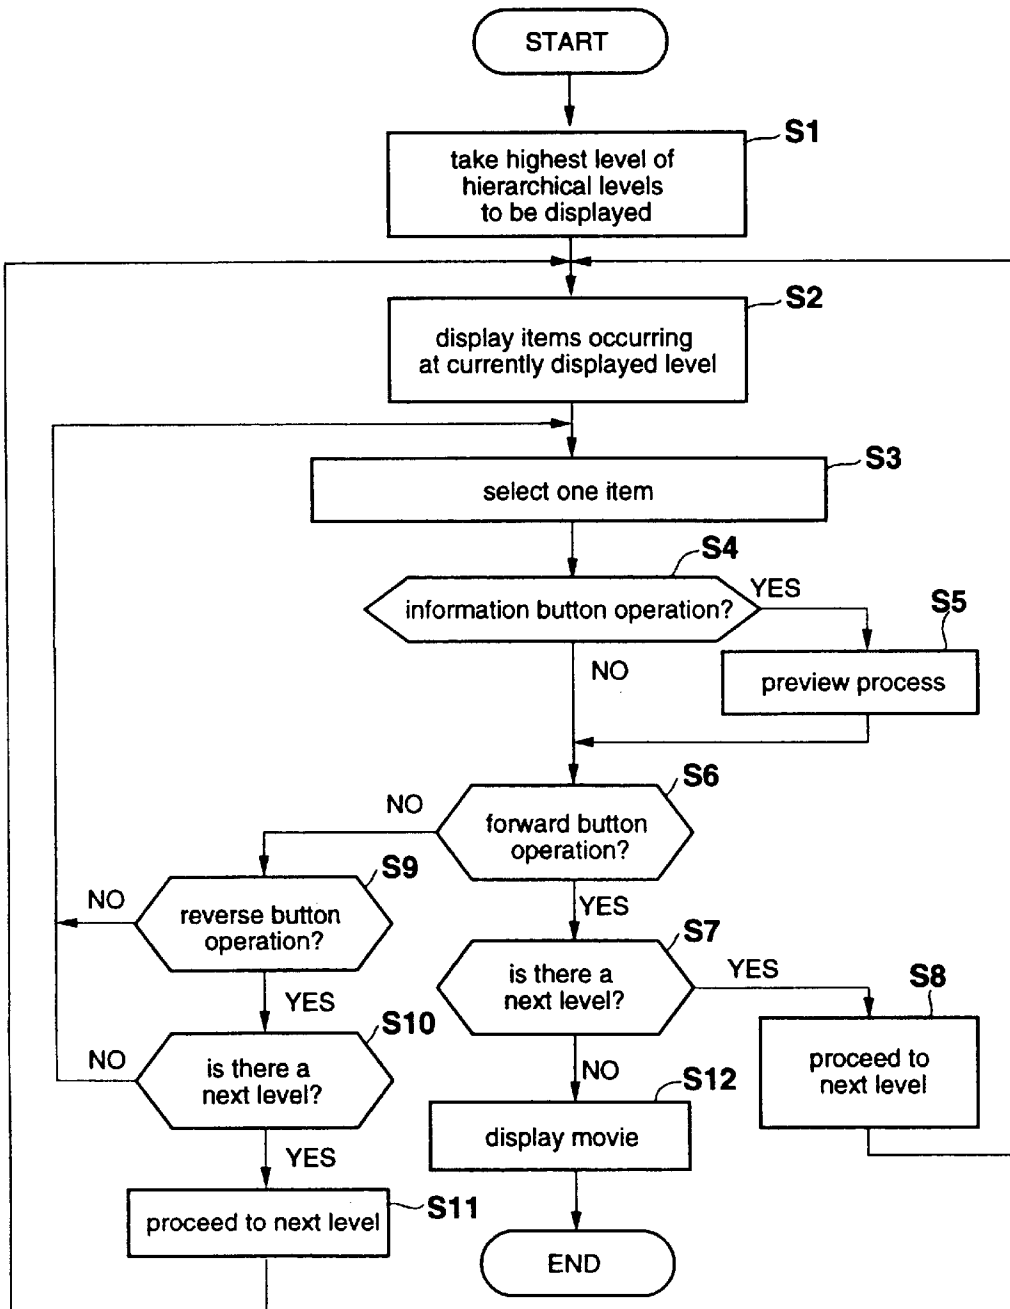 START
S1
take highest level of
hierarchical levels
to be displayed
S2
display items occurring
at currently displayed level
S3
select one item
S4
information button operation?
YES
S5
preview process
NO
S6
forward button
operation?
NO
S9
reverse button
operation?
NO
YES
S7
is there a
next level?
YES
S8
proceed to
next level
YES
S10
is there a
next level?
NO
NO
S12
display movie
YES
S11
proceed to next level
END